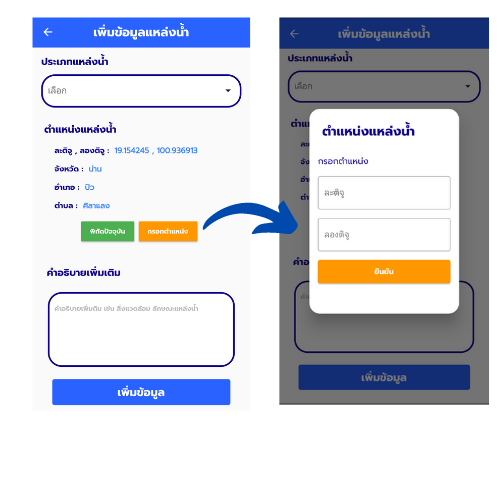 เพิ่มข้อมูลแหล่งน้ำ
ประเภทแหล่งน้ำ
เลือก
ตำแหน่งแหล่งน้ำ
ละติจู , ลองติจู : 19.154245 , 100.936913
จังหวัด : น่าน
อำเภอ : ปัว
ตำบล : ศิลาแลง
พิกัดปัจจุบัน
กรอกตำแหน่ง
คำอธิบายเพิ่มเติม
คำอธิบายเพิ่มเติม เช่น สิ่งแวดล้อม ลักษณะแหล่งน้ำ
เพิ่มข้อมูล
เพิ่มข้อมูลแหล่งน้ำ
ประเภทแหล่งน้ำ
เลือก
ตำแหน่งแหล่งน้ำ
กรอกตำแหน่ง
ละติจู
ลองติจู
ยืนยัน
เพิ่มข้อมูล